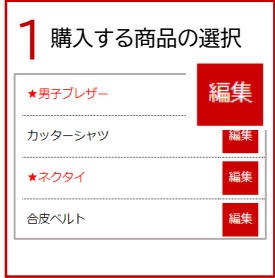 1 購入する商品の選択
★男子ブレザー 編集
カッターシャツ 編集
★ネクタイ 編集
合皮ベルト 編集